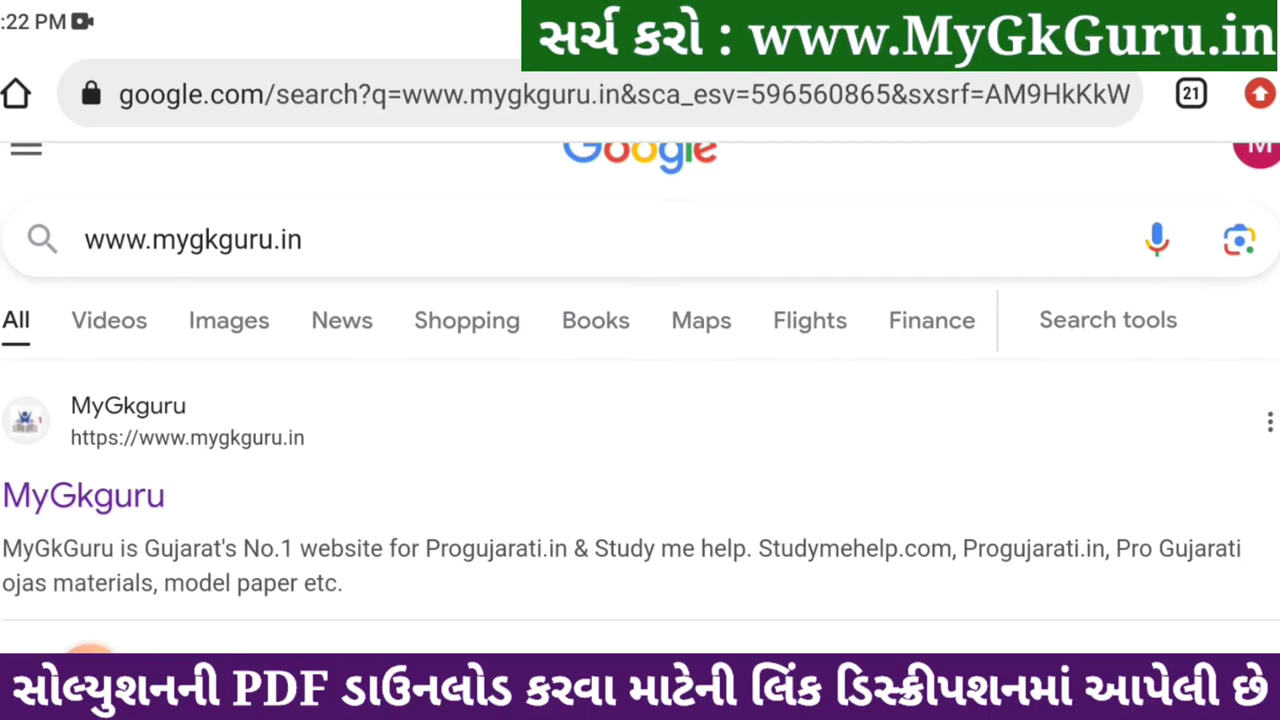 :22 PM
સર્ચ કરો : www.MyGkGuru.in
google.com/search?q=www.mygkguru.in&sca_esv=596560865&sxsrf=AM9HkKkW
21
Google
M
www.mygkguru.in
All Videos Images News Shopping Books Maps Flights Finance Search tools
MyGkguru
https://www.mygkguru.in
MyGkguru
MyGkGuru is Gujarat's No.1 website for Progujarati.in & Study me help. Studymehelp.com, Progujarati.in, Pro Gujarati
ojas materials, model paper etc.
સોલ્યુશનની PDF ડાઉનલોડ કરવા માટેની લિંક ડિસ્ક્રીપશનમાં આપેલી છે